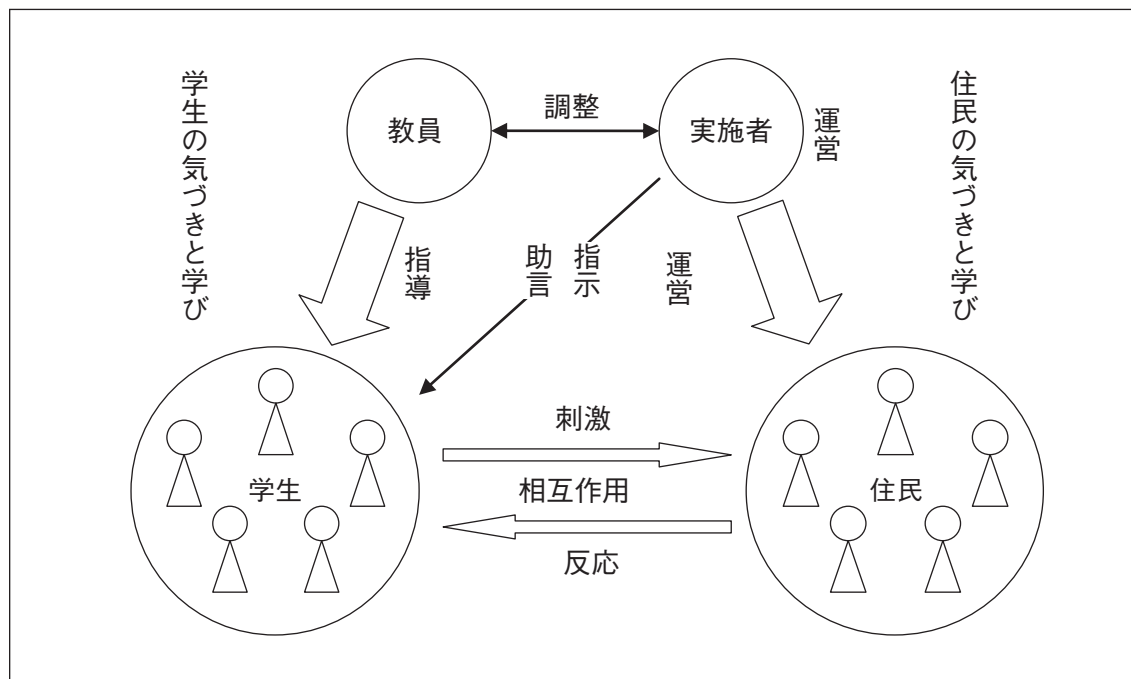 学生の気づきと学び
教員
調整
実施者
運営
住民の気づきと学び
指導
助言
指示
運営
刺激
学生
相互作用
住民
反応